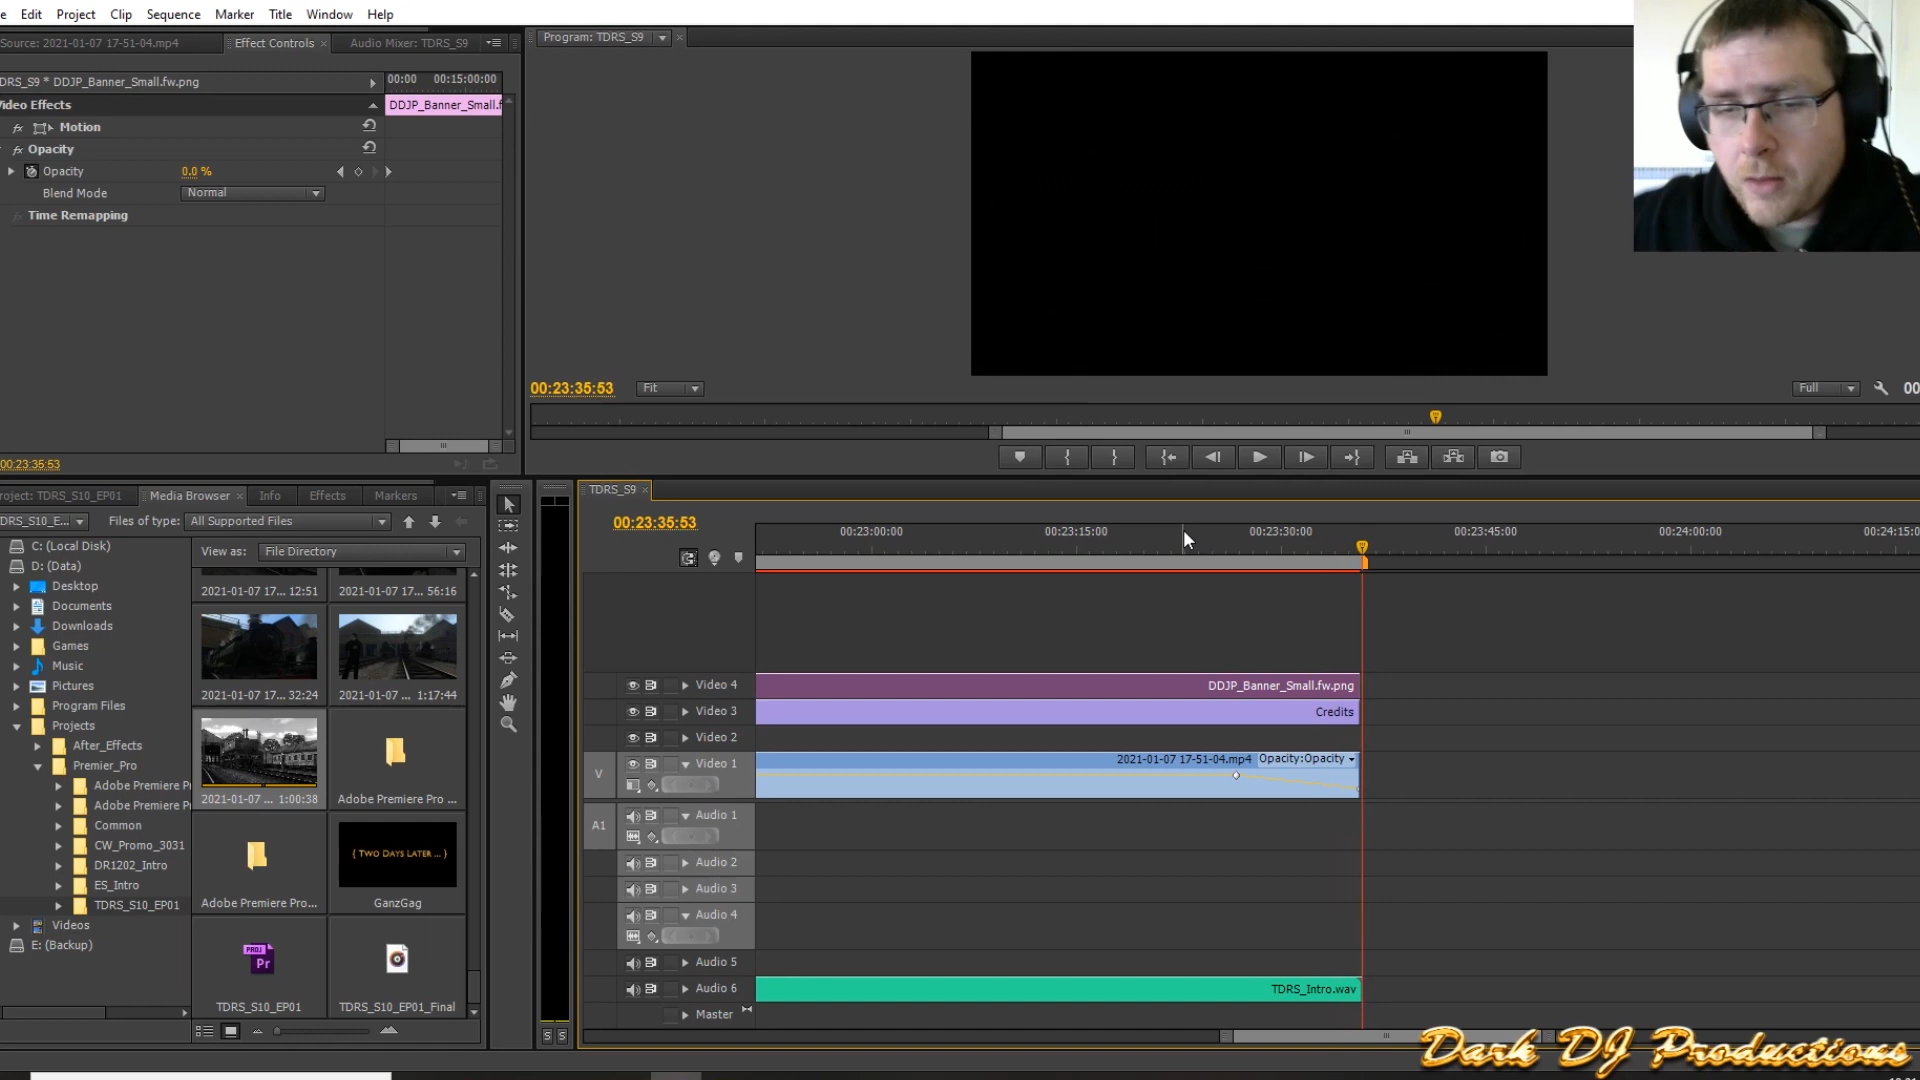 Edit Project Clip Sequence Marker Title Window Help
Source: 2021-01-07 17-51-04.mp4 Effect Controls × Audio Mixer: TDRS_S9
Program: TDRS_S9
DRS_S9 * DDJP_Banner_Small.fw.png
00:00 00:15:00:00
Video Effects
DDJP_Banner_Small.f
fx Motion
fx Opacity
Opacity 0.0 %
Blend Mode Normal
Time Remapping
00:23:35:53 Fit Full 00
00:23:35:53
roject: TDRS_S10_EP01 Media Browser × Info Effects Markers
DRS_S10_E... Files of type: All Supported Files
View as: File Directory
C: (Local Disk)
D: (Data)
Desktop
Documents
Downloads
Games
Music
Pictures
Program Files
Projects
After_Effects
Premier_Pro
Adobe Premiere P
Adobe Premiere P
Common
CW_Promo_3031
DR1202_Intro
ES_Intro
TDRS_S10_EP01
Videos
E: (Backup)
2021-01-07 17... 12:51
2021-01-07 17... 56:16
2021-01-07 17... 32:24
2021-01-07 ... 1:17:44
2021-01-07 ... 1:00:38
Adobe Premiere Pro ...
{ TWO DAYS LATER ... }
Adobe Premiere Pro...
GanzGag
PROJ
Pr
TDRS_S10_EP01
TDRS_S10_EP01_Final
S S
TDRS_S9 ×
00:23:35:53
00:23:00:00 00:23:15:00 00:23:30:00 00:23:45:00 00:24:00:00 00:24:15:0
Video 4 DDJP_Banner_Small.fw.png
Video 3 Credits
Video 2
V Video 1 2021-01-07 17-51-04.mp4 Opacity:Opacity
A1 Audio 1
Audio 2
Audio 3
Audio 4
Audio 5
Audio 6 TDRS_Intro.wav
Master
Dark DJ Productions